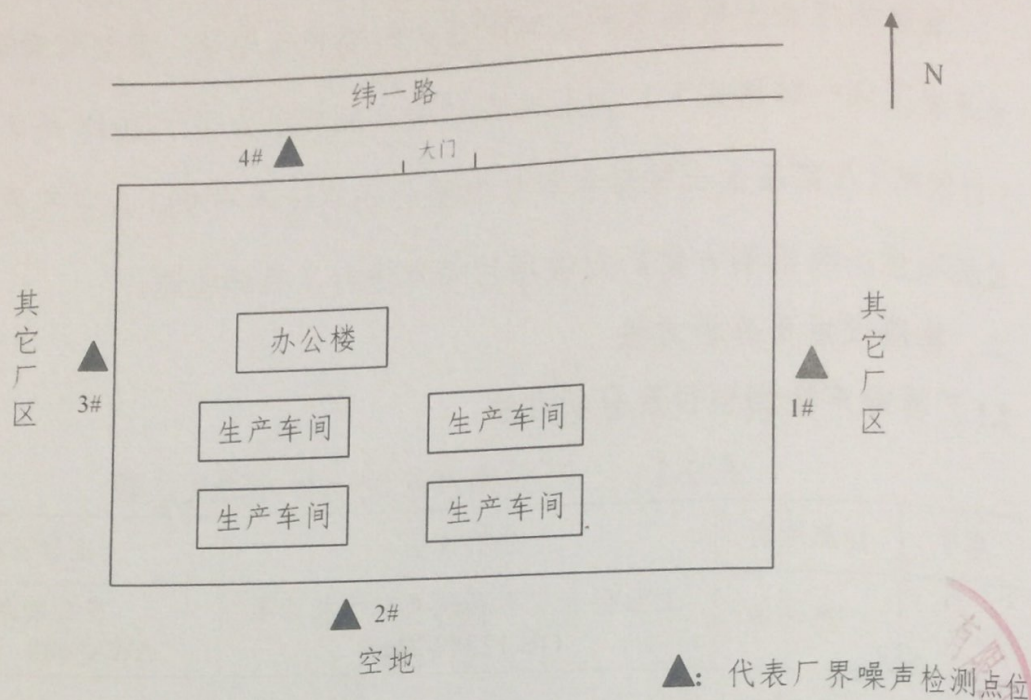 N
纬一路
4#
大门
其它厂区
办公楼
其它厂区
3#
1#
生产车间
生产车间
生产车间
生产车间
2#
空地
▲：代表厂界噪声检测点位
有限